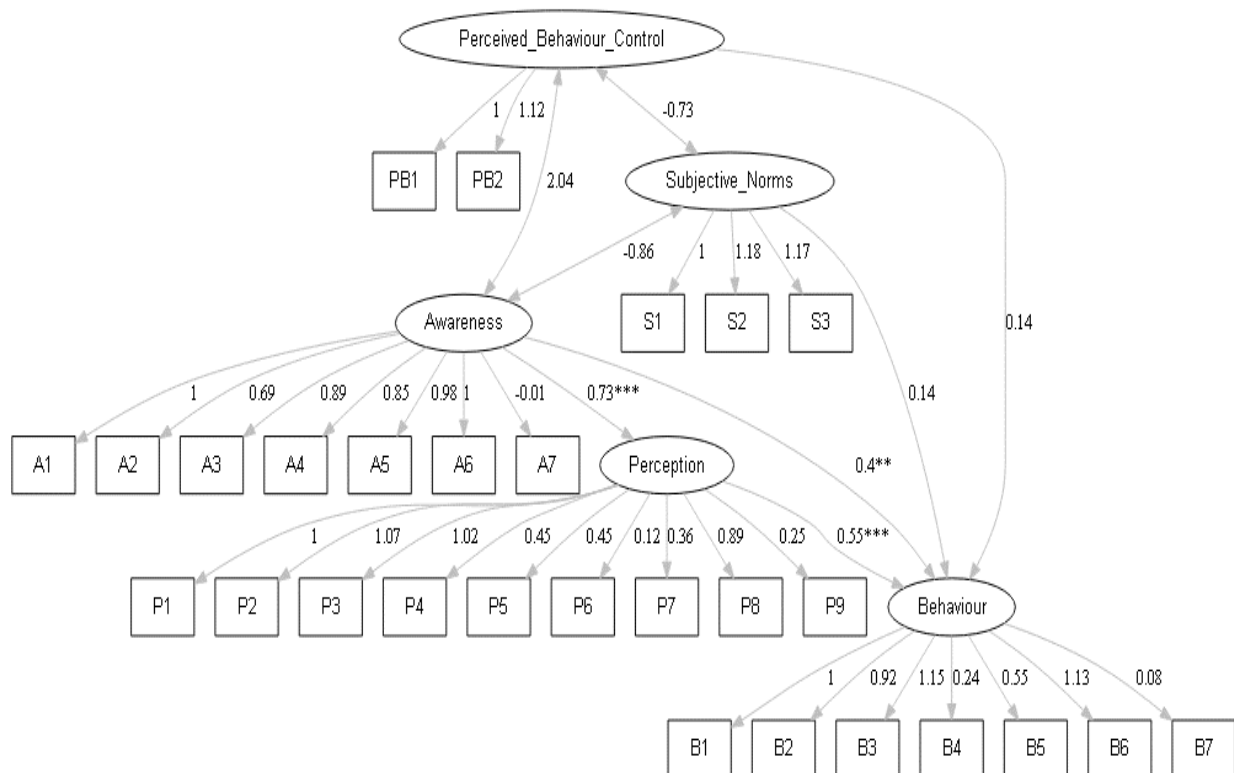 Perceived_Behaviour_Control
1 1.12 -0.73
PB1 PB2 2.04 Subjective_Norms
-0.86 1 1.18 1.17
Awareness S1 S2 S3 0.14
1 0.69 0.89 0.85 0.98 1 -0.01 0.73*** 0.14
A1 A2 A3 A4 A5 A6 A7 Perception 0.4**
1 1.07 1.02 0.45 0.45 0.12 0.36 0.89 0.25 0.55***
P1 P2 P3 P4 P5 P6 P7 P8 P9 Behaviour
1 0.92 1.15 0.24 0.55 1.13 0.08
B1 B2 B3 B4 B5 B6 B7